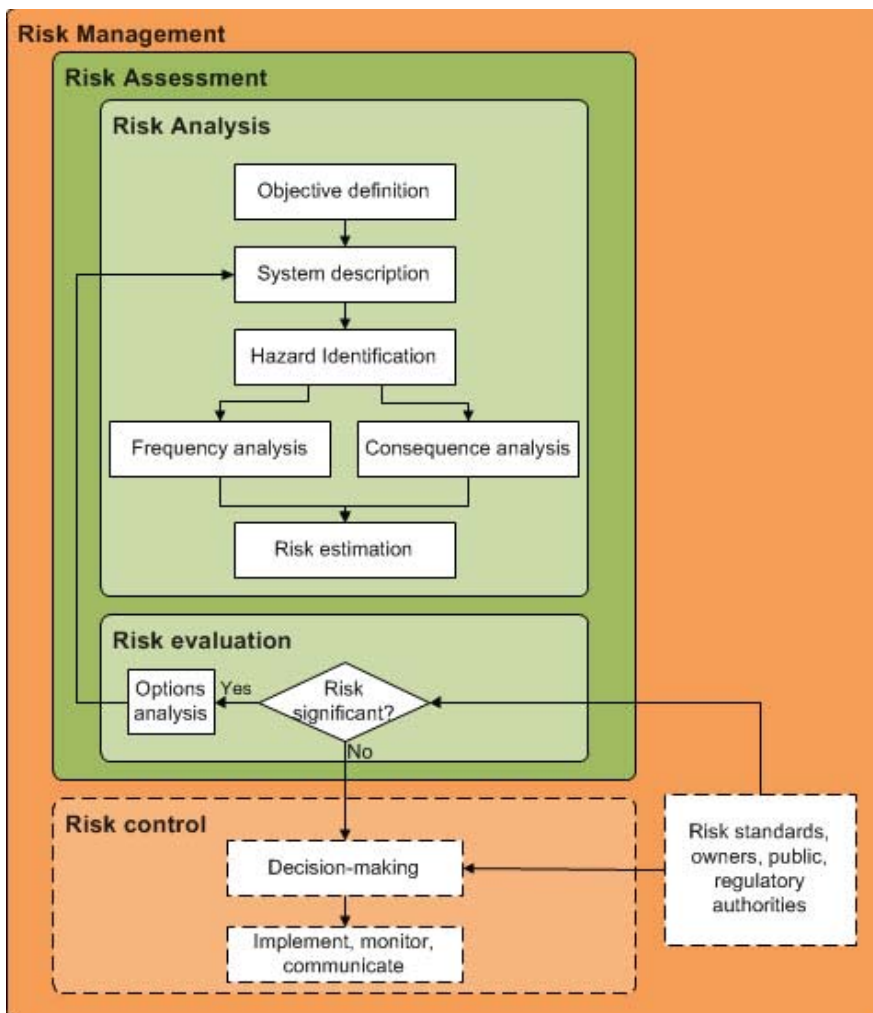 Risk Management
Risk Assessment
Risk Analysis
Objective definition
System description
Hazard Identification
Frequency analysis
Consequence analysis
Risk estimation
Risk evaluation
Options
analysis
Yes
Risk
significant?
No
Risk control
Decision-making
Implement, monitor,
communicate
Risk standards,
owners, public,
regulatory
authorities